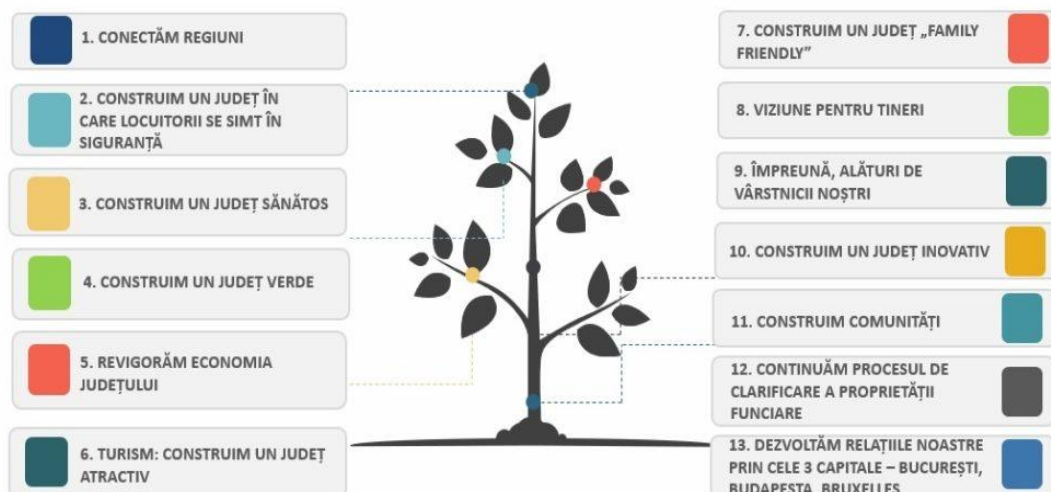 1. CONECTĂM REGIUNI
2. CONSTRUIM UN JUDEȚ ÎN
CARE LOCUITORII SE SIMT ÎN
SIGURANȚĂ
3. CONSTRUIM UN JUDEȚ SĂNĂTOS
4. CONSTRUIM UN JUDEȚ VERDE
5. REVIGORĂM ECONOMIA
JUDEȚULUI
6. TURISM: CONSTRUIM UN JUDEȚ
ATRACTIV
7. CONSTRUIM UN JUDEȚ „FAMILY
FRIENDLY”
8. VIZIUNE PENTRU TINERI
9. ÎMPREUNĂ, ALĂTURI DE
VÂRSTNICII NOȘTRI
10. CONSTRUIM UN JUDEȚ INOVATIV
11. CONSTRUIM COMUNITĂȚI
12. CONTINUĂM PROCESUL DE
CLARIFICARE A PROPRIETĂȚII
FUNCIARE
13. DEZVOLTĂM RELAȚIILE NOASTRE
PRIN CELE 3 CAPITALE – BUCUREȘTI,
BUDAPESTA, BRUXELLES